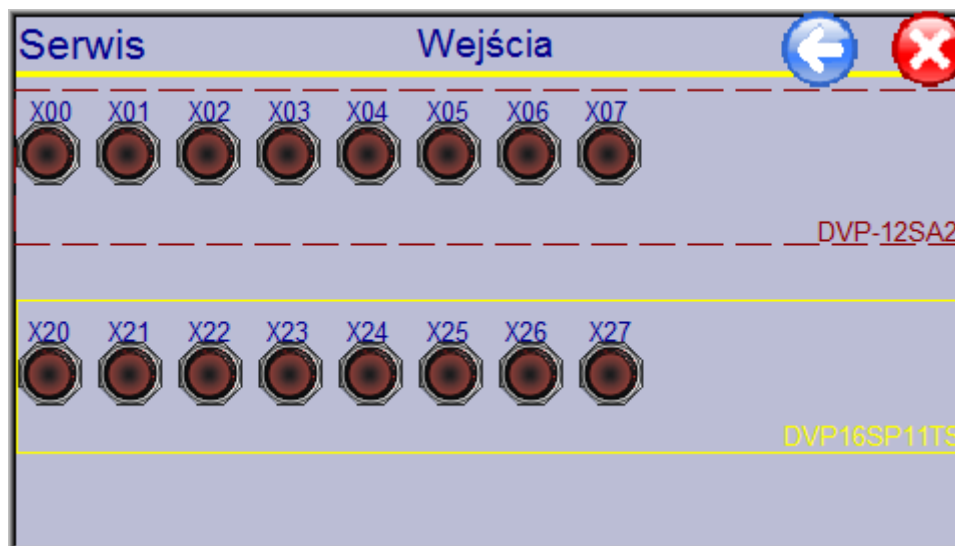 Serwis Wejścia
X00 X01 X02 X03 X04 X05 X06 X07
DVP-12SA2
X20 X21 X22 X23 X24 X25 X26 X27
DVP16SP11TS